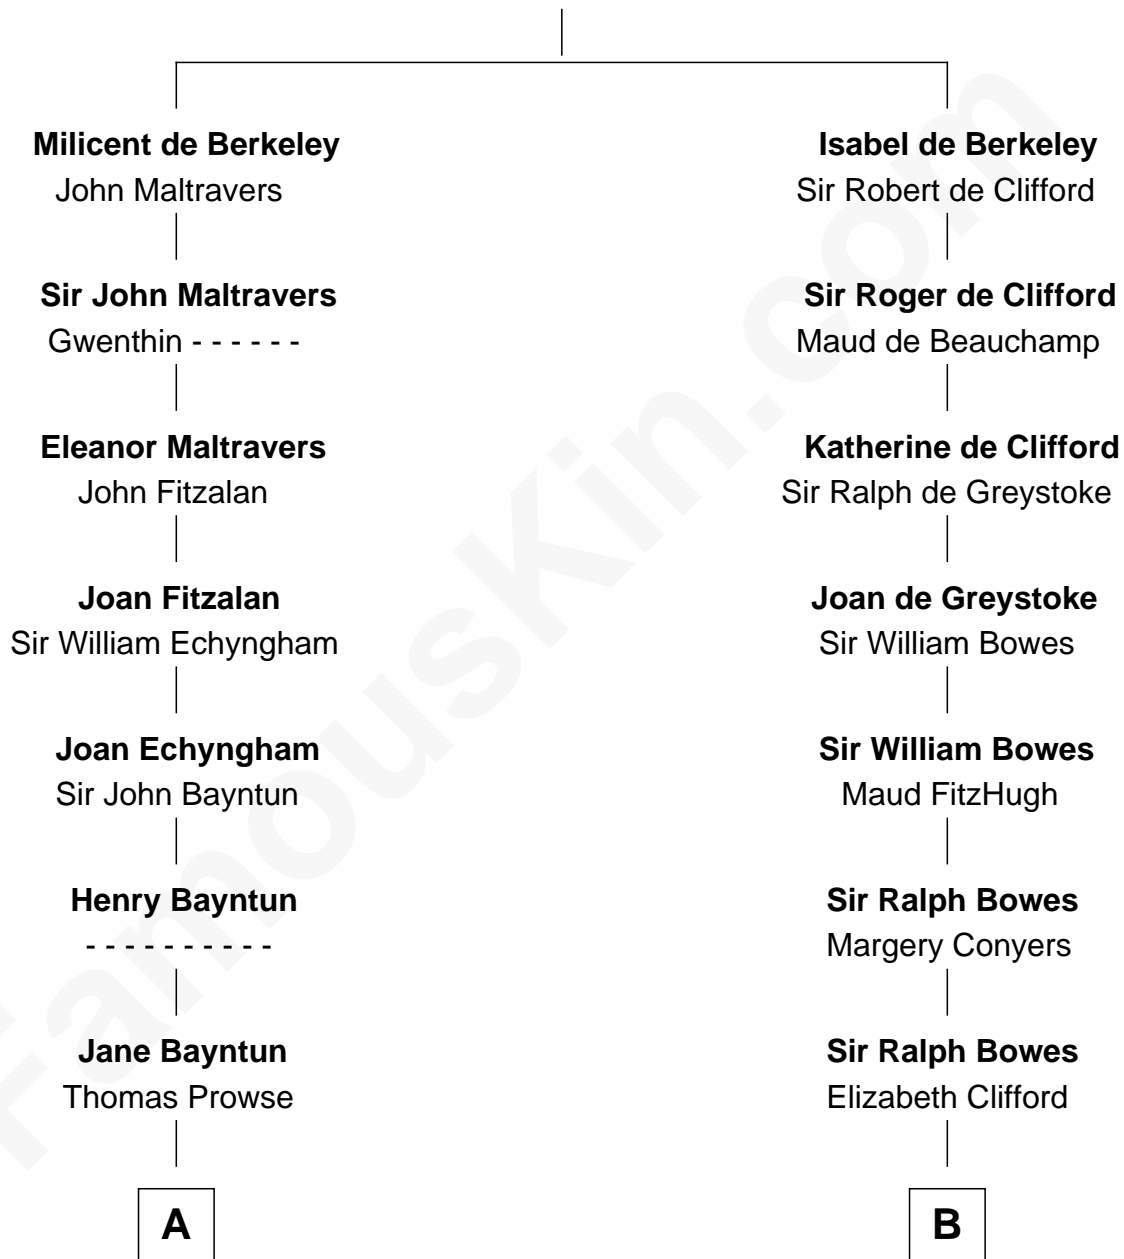 Milicent de Berkeley
John Maltravers
Sir John Maltravers
Gwenthin - - - - - -
Eleanor Maltravers
John Fitzalan
Joan Fitzalan
Sir William Echyngham
Joan Echyngham
Sir John Bayntun
Henry Bayntun
- - - - - - - - - -
Jane Bayntun
Thomas Prowse
A
Isabel de Berkeley
Sir Robert de Clifford
Sir Roger de Clifford
Maud de Beauchamp
Katherine de Clifford
Sir Ralph de Greystoke
Joan de Greystoke
Sir William Bowes
Sir William Bowes
Maud FitzHugh
Sir Ralph Bowes
Margery Conyers
Sir Ralph Bowes
Elizabeth Clifford
B
FamousKin.com